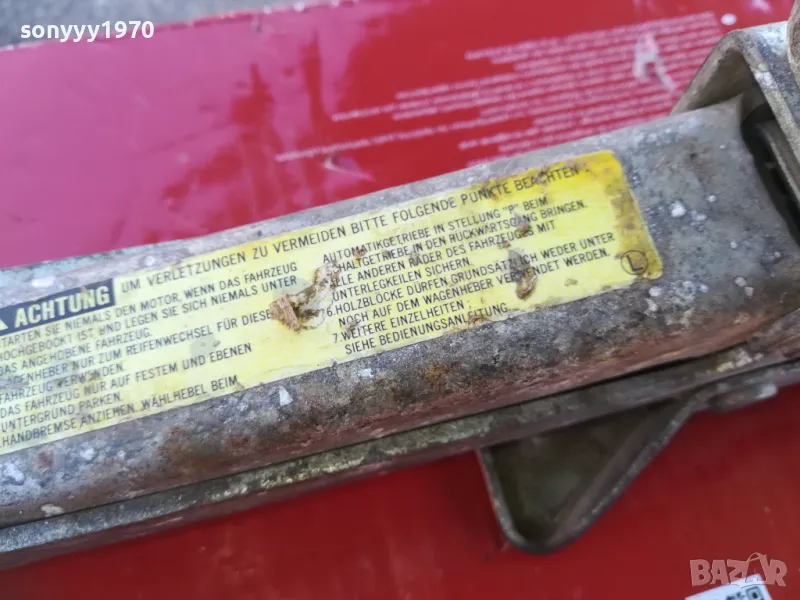 sonyyy1970
ACHTUNG
UM VERLETZUNGEN ZU VERMEIDEN BITTE FOLGENDE PUNKTE BEACHTEN
STARTEN SIE NIEMALS DEN MOTOR, WENN DAS FAHRZEUG
HOCHGEBOCKT IST UND LEGEN SIE SICH NIEMALS UNTER
DAS ANGEHOBENE FAHRZEUG.
WAGENHEBER NUR ZUM REIFENWECHSEL FÜR DIESE
FAHRZEUG VERWENDEN.
DAS FAHRZEUG NUR AUF FESTEM UND EBENEN
UNTERGRUND PARKEN.
HANDBREMSE ANZIEHEN. WÄHLHEBEL BEIM
AUTOMATIKGETRIEBE IN STELLUNG "P" BEIM
SCHALTGETRIEBE IN DEN RÜCKWÄRTSGANG BRINGEN.
ALLE ANDEREN RÄDER DES FAHRZEUGES MIT
UNTERLEGKEILEN SICHERN.
6.HOLZBLÖCKE DÜRFEN GRUNDSÄTZLICH WEDER UNTER
NOCH AUF DEM WAGENHEBER VERWENDET WERDEN.
7.WEITERE EINZELHEITEN:
SIEHE BEDIENUNGSANLEITUNG
L
BAZAR